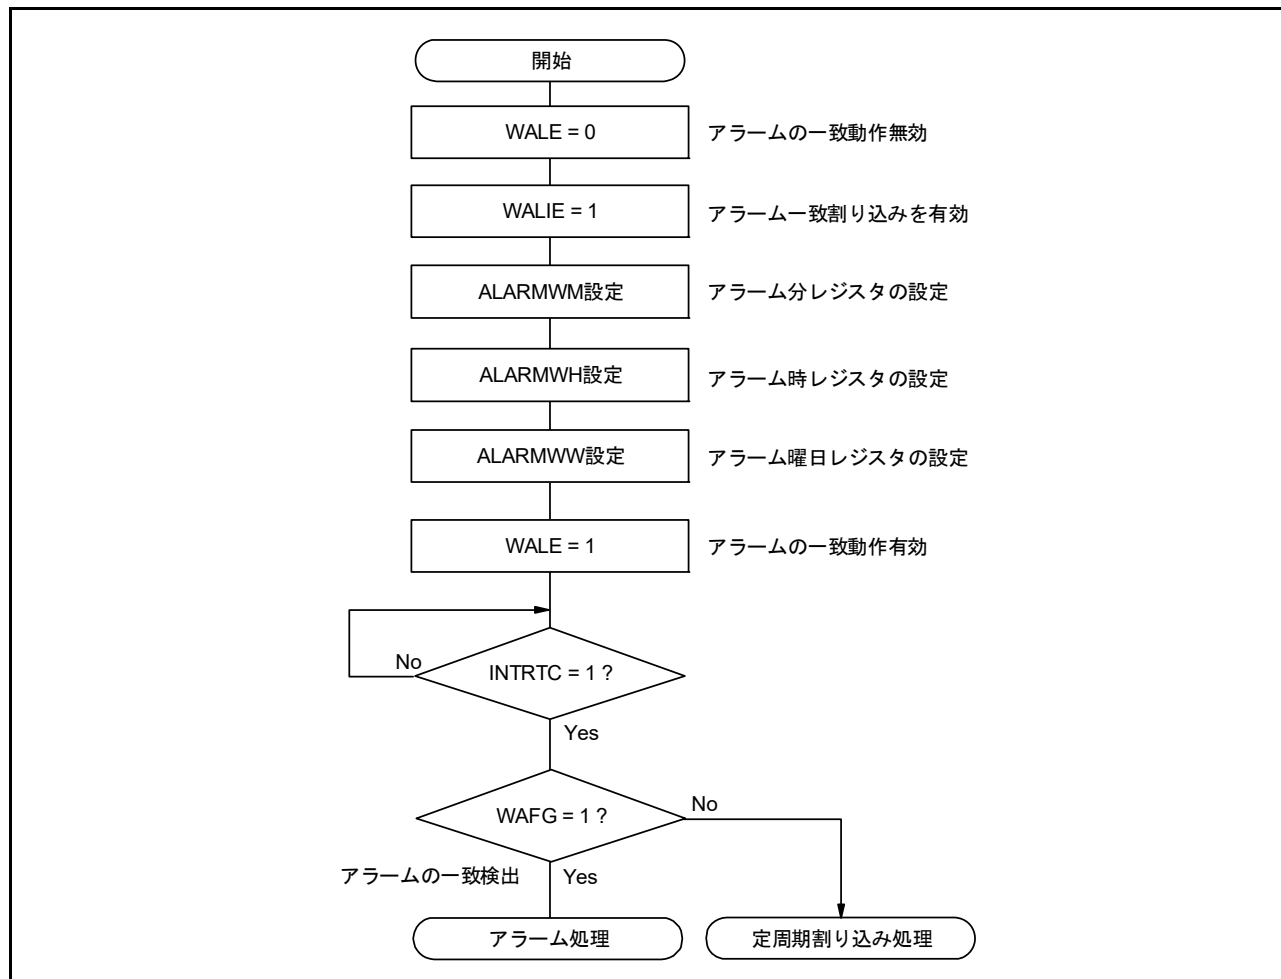 開始
WALE = 0
アラームの一致動作無効
WALIE = 1
アラーム一致割り込みを有効
ALARMWM設定
アラーム分レジスタの設定
ALARMWH設定
アラーム時レジスタの設定
ALARMWW設定
アラーム曜日レジスタの設定
WALE = 1
アラームの一致動作有効
No
INTRTC = 1 ?
Yes
WAFG = 1 ?
No
アラームの一致検出
Yes
アラーム処理
定周期割り込み処理